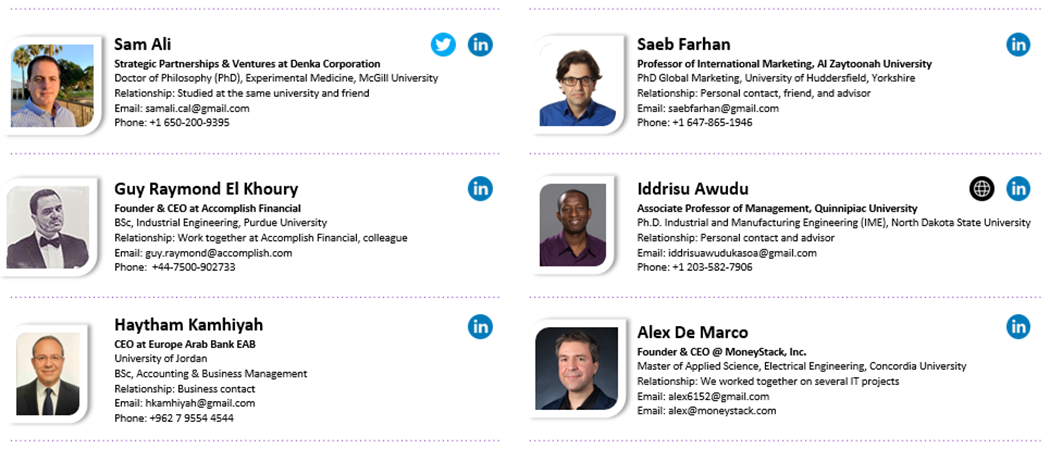 Sam Ali
Strategic Partnerships & Ventures at Denka Corporation
Doctor of Philosophy (PhD), Experimental Medicine, McGill University
Relationship: Studied at the same university and friend
Email: samali.cal@gmail.com
Phone: +1 650-200-9395
in
Saeb Farhan
Professor of International Marketing, Al Zaytoonah University
PhD Global Marketing, University of Huddersfield, Yorkshire
Relationship: Personal contact, friend, and advisor
Email: saebfarhan@gmail.com
Phone: +1 647-865-1946
in
Guy Raymond El Khoury
Founder & CEO at Accomplish Financial
BSc, Industrial Engineering, Purdue University
Relationship: Work together at Accomplish Financial, colleague
Email: guy.raymond@accomplish.com
Phone: +44-7500-902733
in
Iddrisu Awudu
Associate Professor of Management, Quinnipiac University
Ph.D. Industrial and Manufacturing Engineering (IME), North Dakota State University
Relationship: Personal contact and advisor
Email: iddrisuawudukasoa@gmail.com
Phone: +1 203-582-7906
in
Haytham Kamhiyah
CEO at Europe Arab Bank EAB
University of Jordan
BSc, Accounting & Business Management
Relationship: Business contact
Email: hkamhiyah@gmail.com
Phone: +962 7 9554 4544
in
Alex De Marco
Founder & CEO @ MoneyStack, Inc.
Master of Applied Science, Electrical Engineering, Concordia University
Relationship: We worked together on several IT projects
Email: alex6152@gmail.com
Email: alex@moneystack.com
in